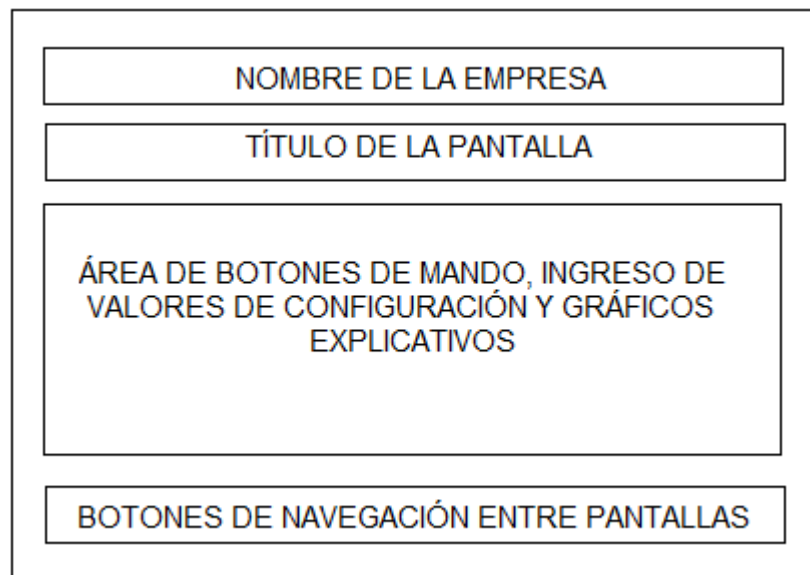 NOMBRE DE LA EMPRESA
TÍTULO DE LA PANTALLA
ÁREA DE BOTONES DE MANDO, INGRESO DE
VALORES DE CONFIGURACIÓN Y GRÁFICOS
EXPLICATIVOS
BOTONES DE NAVEGACIÓN ENTRE PANTALLAS